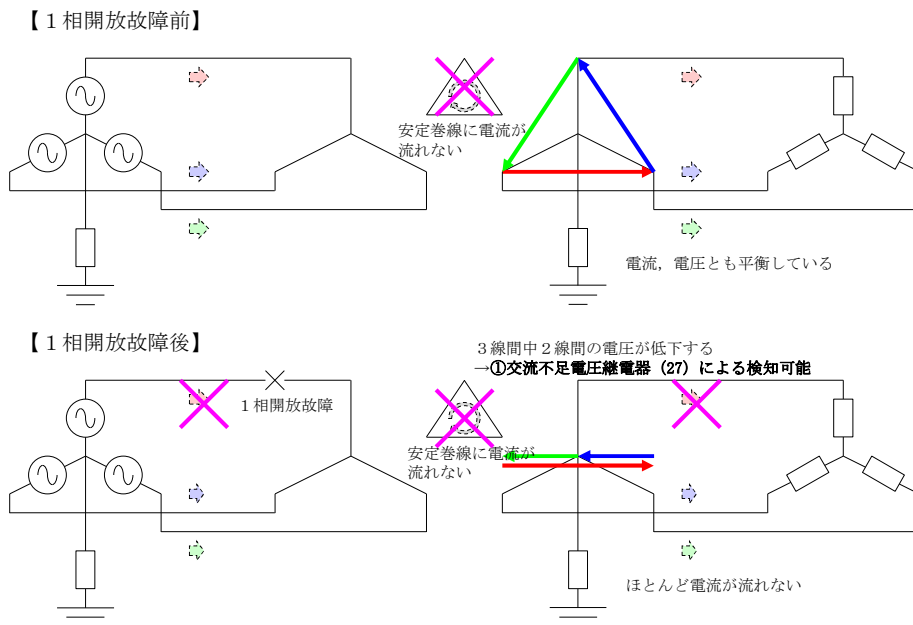 【１相開放故障前】
安定巻線に電流が
流れない
電流，電圧とも平衡している
【１相開放故障後】
３線間中２線間の電圧が低下する
→①交流不足電圧継電器（27）による検知可能
１相開放故障
安定巻線に電流が
流れない
ほとんど電流が流れない